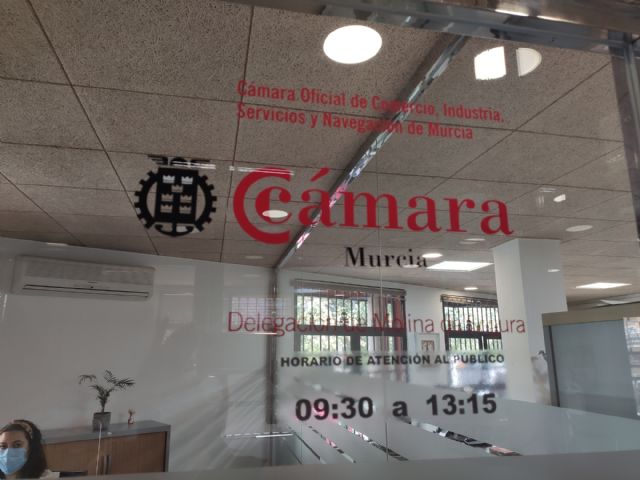 Cámara Oficial de Comercio, Industria,
Servicios y Navegación de Murcia
Cámara
Murcia
Delegación de Molina de Segura
HORARIO DE ATENCIÓN AL PÚBLICO
09:30 a 13:15